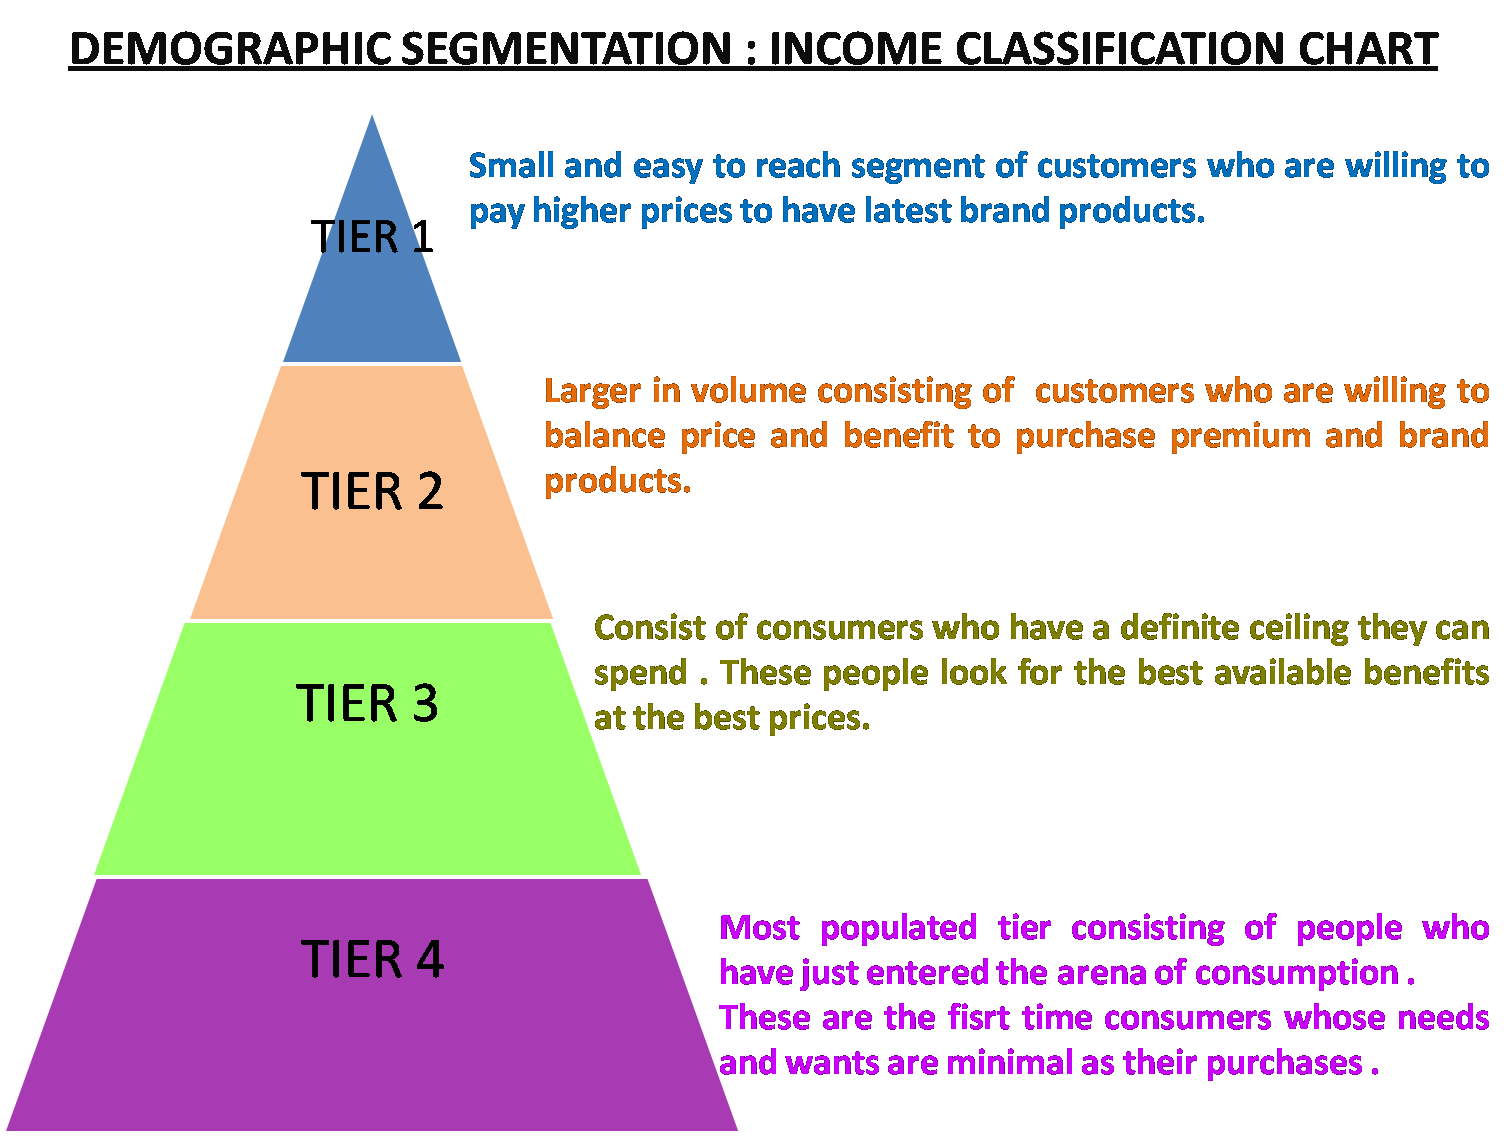 DEMOGRAPHIC SEGMENTATION : INCOME CLASSIFICATION CHART
TIER 1
Small and easy to reach segment of customers who are willing to
pay higher prices to have latest brand products.
TIER 2
Larger in volume consisting of customers who are willing to
balance price and benefit to purchase premium and brand
products.
TIER 3
Consist of consumers who have a definite ceiling they can
spend . These people look for the best available benefits
at the best prices.
TIER 4
Most populated tier consisting of people who
have just entered the arena of consumption .
These are the fisrt time consumers whose needs
and wants are minimal as their purchases .